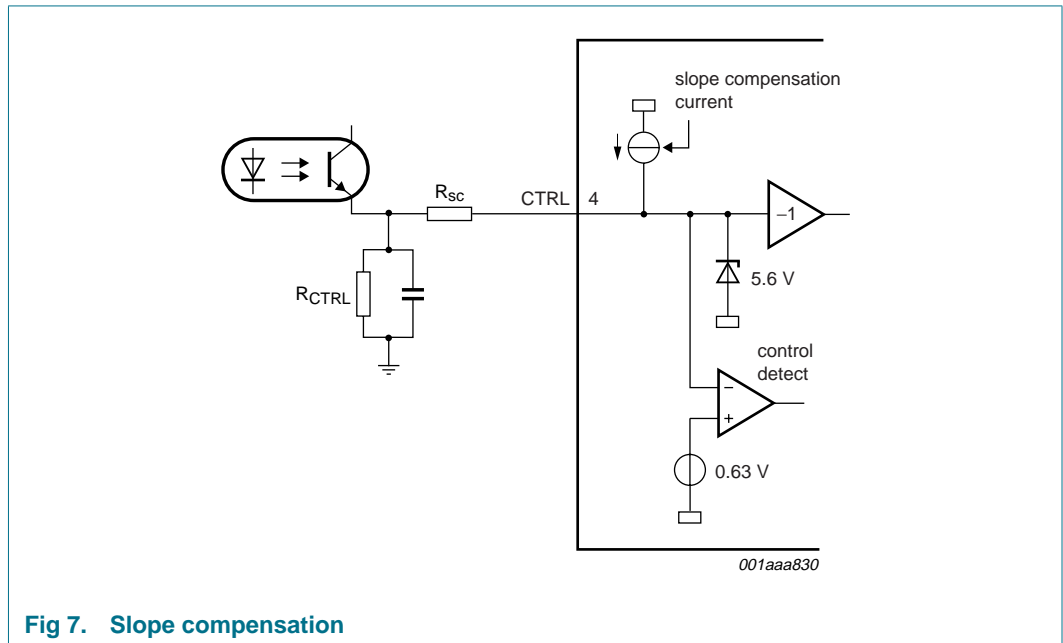 slope compensation
current
Rsc
CTRL
4
−1
RCTRL
5.6 V
control
detect
−
+
0.63 V
001aaa830
Fig 7. Slope compensation